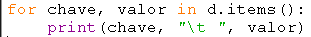 for chave, valor in d.items():
    print(chave, "\t ", valor)